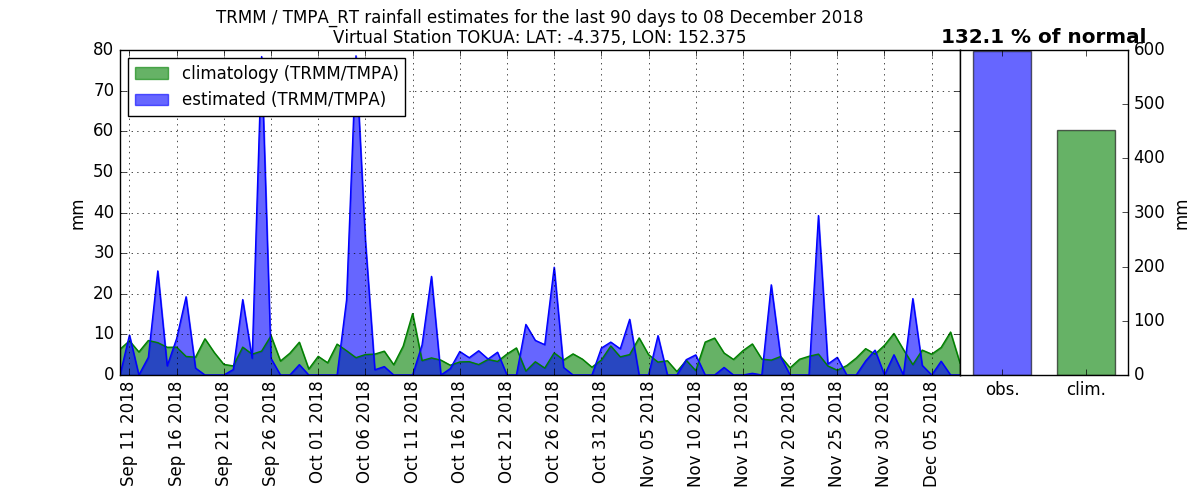 TRMM / TMPA_RT rainfall estimates for the last 90 days to 08 December 2018
Virtual Station TOKUA: LAT: -4.375, LON: 152.375
132.1 % of normal
climatology (TRMM/TMPA)
estimated (TRMM/TMPA)
mm
80
70
60
50
40
30
20
10
0
Sep 11 2018
Sep 16 2018
Sep 21 2018
Sep 26 2018
Oct 01 2018
Oct 06 2018
Oct 11 2018
Oct 16 2018
Oct 21 2018
Oct 26 2018
Oct 31 2018
Nov 05 2018
Nov 10 2018
Nov 15 2018
Nov 20 2018
Nov 25 2018
Nov 30 2018
Dec 05 2018
obs.
clim.
600
500
400
300
200
100
0
mm